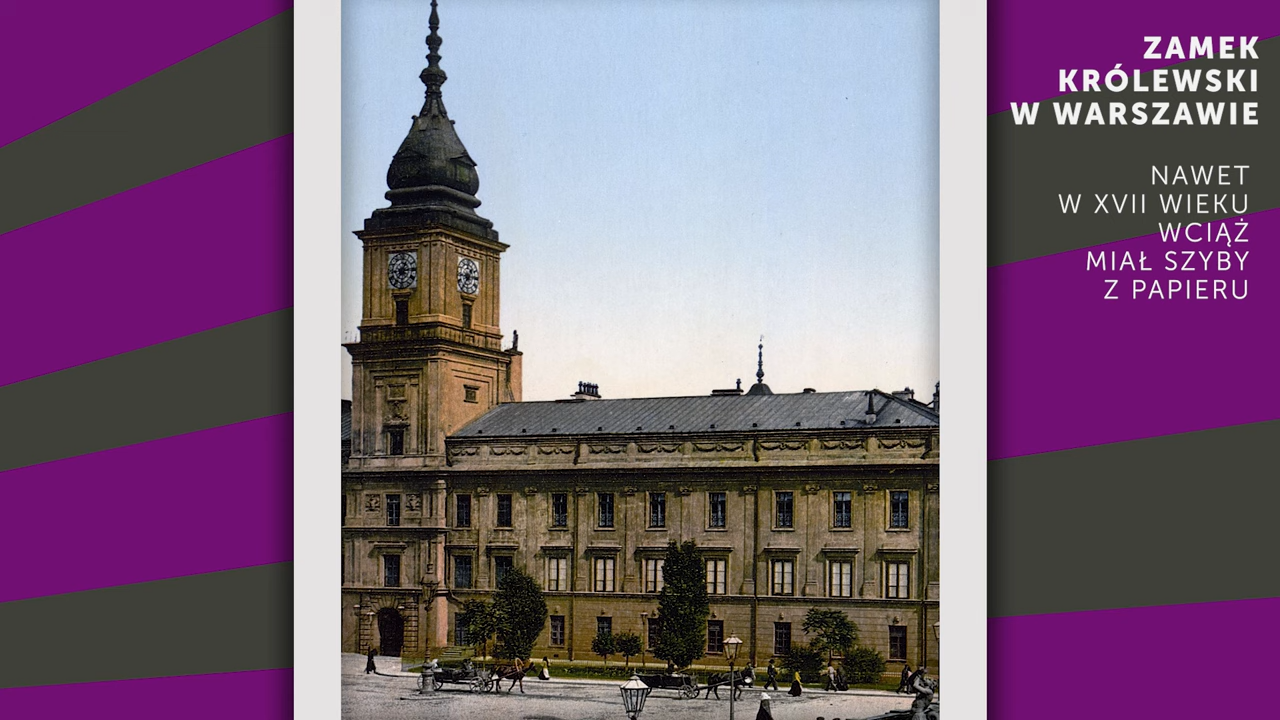 ZAMEK
KRÓLEWSKI
W WARSZAWIE
NAWET
W XVII WIEKU
WCIĄŻ
MIAŁ SZYBY
Z PAPIERU